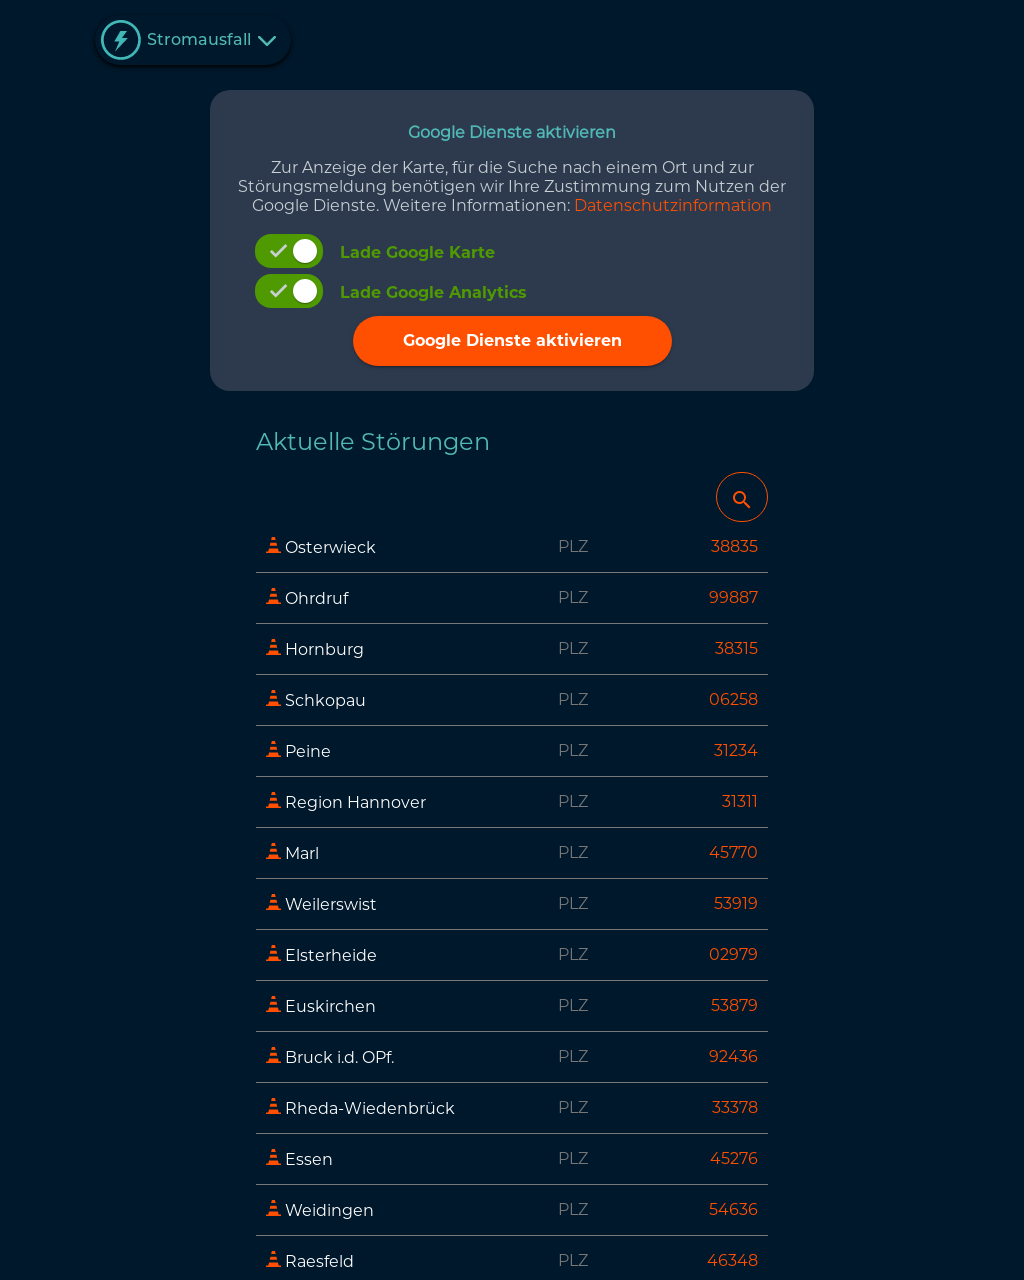 Stromausfall
Google Dienste aktivieren
Zur Anzeige der Karte, für die Suche nach einem Ort und zur
Störungsmeldung benötigen wir Ihre Zustimmung zum Nutzen der
Google Dienste. Weitere Informationen: Datenschutzinformation
Lade Google Karte
Lade Google Analytics
Google Dienste aktivieren
Aktuelle Störungen
Osterwieck PLZ 38835
Ohrdruf PLZ 99887
Hornburg PLZ 38315
Schkopau PLZ 06258
Peine PLZ 31234
Region Hannover PLZ 31311
Marl PLZ 45770
Weilerswist PLZ 53919
Elsterheide PLZ 02979
Euskirchen PLZ 53879
Bruck i.d. OPf. PLZ 92436
Rheda-Wiedenbrück PLZ 33378
Essen PLZ 45276
Weidingen PLZ 54636
Raesfeld PLZ 46348